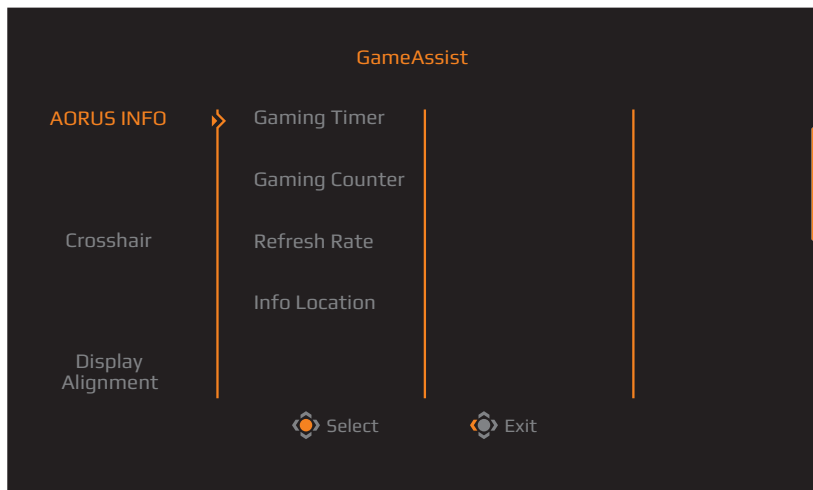 GameAssist
AORUS INFO
Gaming Timer
Gaming Counter
Crosshair
Refresh Rate
Info Location
Display
Alignment
Select
Exit